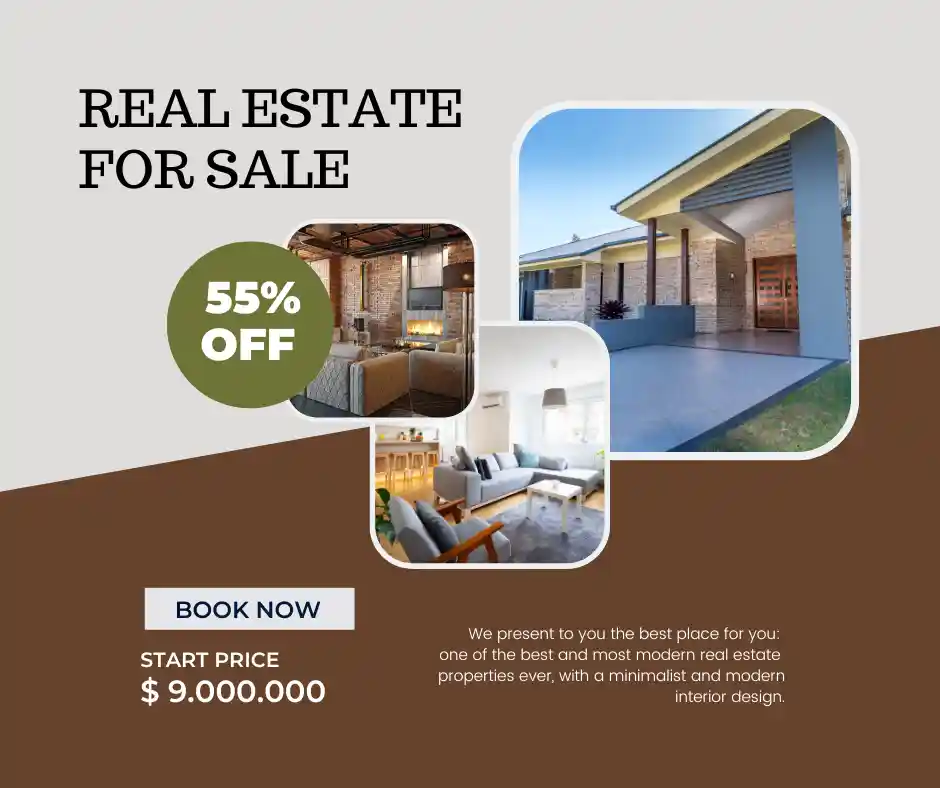 REAL ESTATE
FOR SALE
55%
OFF
BOOK NOW
START PRICE
$ 9.000.000
We present to you the best place for you:
one of the best and most modern real estate
properties ever, with a minimalist and modern
interior design.